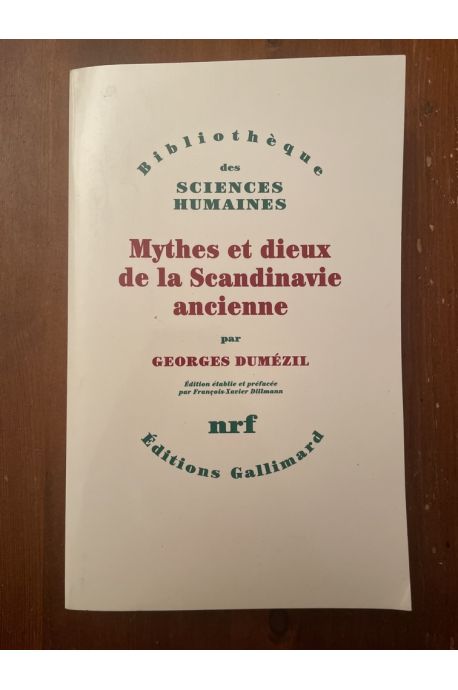 Bibliothèque
des
SCIENCES
HUMAINES
Mythes et dieux
de la Scandinavie
ancienne
par
GEORGES DUMÉZIL
Édition établie et préfacée
par François-Xavier Dillmann
nrf
Éditions Gallimard